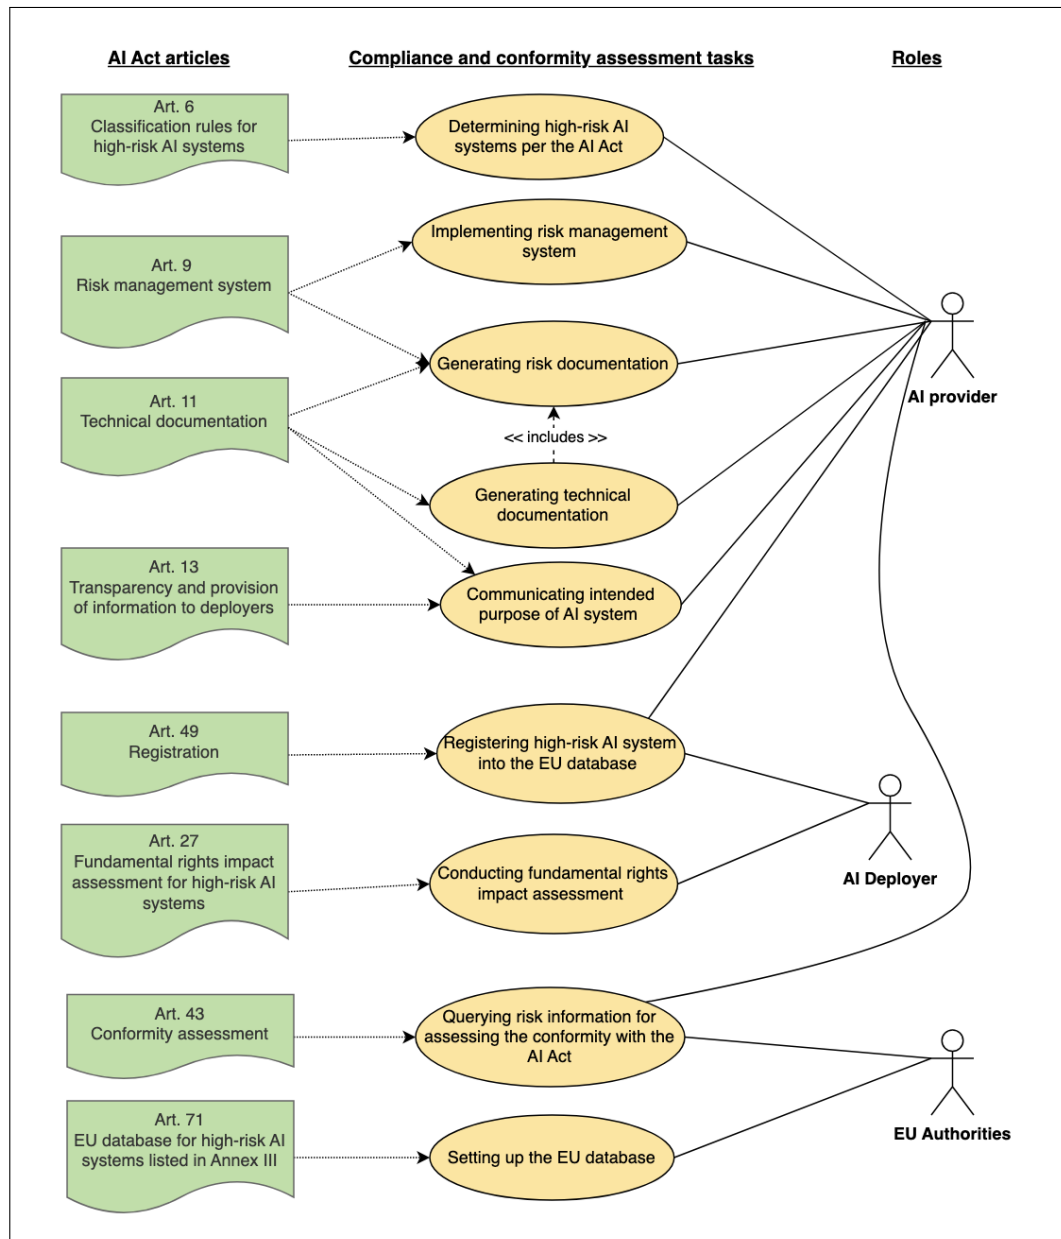 AI Act articles
Compliance and conformity assessment tasks
Roles
Art. 6
Classification rules for
high-risk AI systems
Determining high-risk AI
systems per the AI Act
Art. 9
Risk management system
Implementing risk management
system
Generating risk documentation
AI provider
Art. 11
Technical documentation
<< includes >>
Generating technical
documentation
Art. 13
Transparency and provision
of information to deployers
Communicating intended
purpose of AI system
Art. 49
Registration
Registering high-risk AI system
into the EU database
Art. 27
Fundamental rights impact
assessment for high-risk AI
systems
Conducting fundamental rights
impact assessment
AI Deployer
Art. 43
Conformity assessment
Querying risk information for
assessing the conformity with the
AI Act
EU Authorities
Art. 71
EU database for high-risk AI
systems listed in Annex III
Setting up the EU database